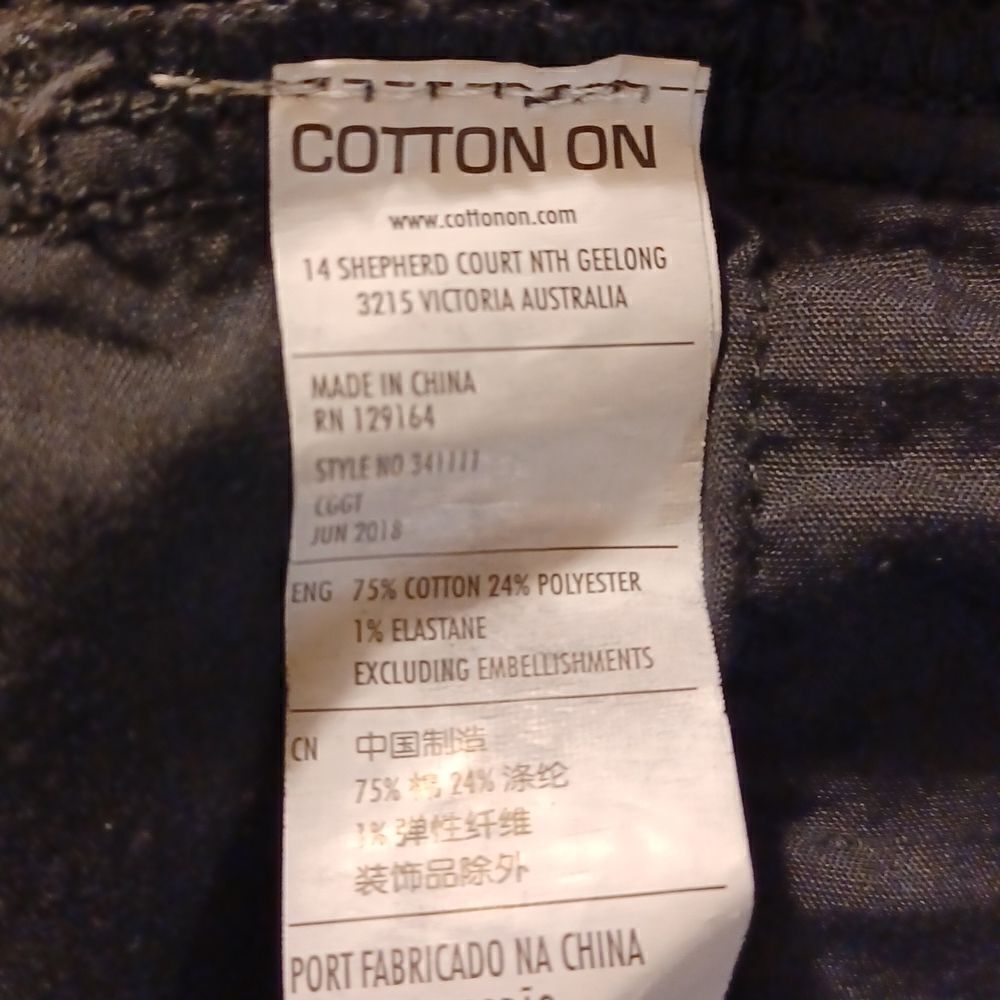 COTTON ON
www.cottonon.com
14 SHEPHERD COURT NTH GEELONG
3215 VICTORIA AUSTRALIA
MADE IN CHINA
RN 129164
STYLE NO 341111
CGGT
JUN 2018
ENG 75% COTTON 24% POLYESTER
1% ELASTANE
EXCLUDING EMBELLISHMENTS
CN 中国制造
75% 棉 24% 涤纶
1% 弹性纤维
装饰品除外
PORT FABRICADO NA CHINA